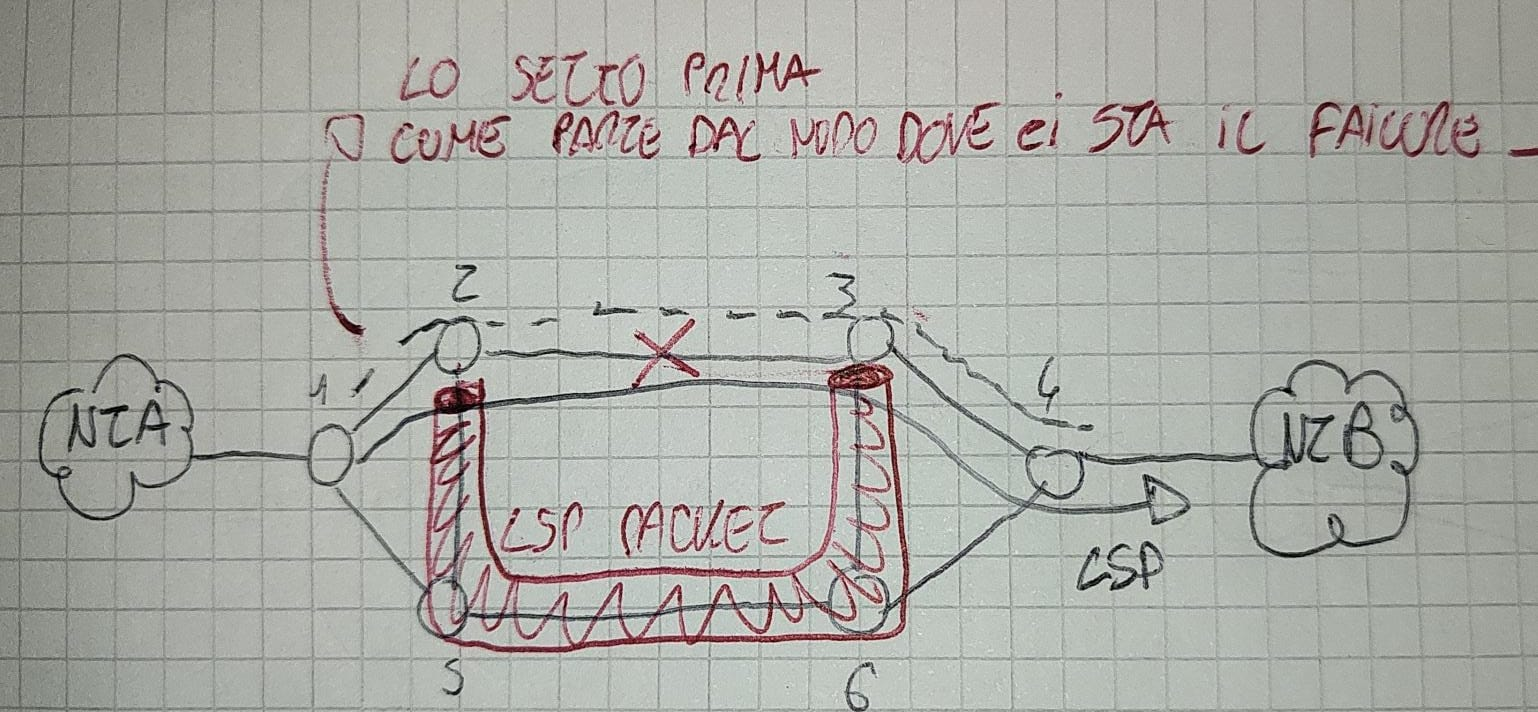 LO SETTO PRIMA
COME PARTE DAL NODO DOVE ci STA il FAILURE
2
3
1
4
NTA
NTB
LSP PACKET
LSP
5
6